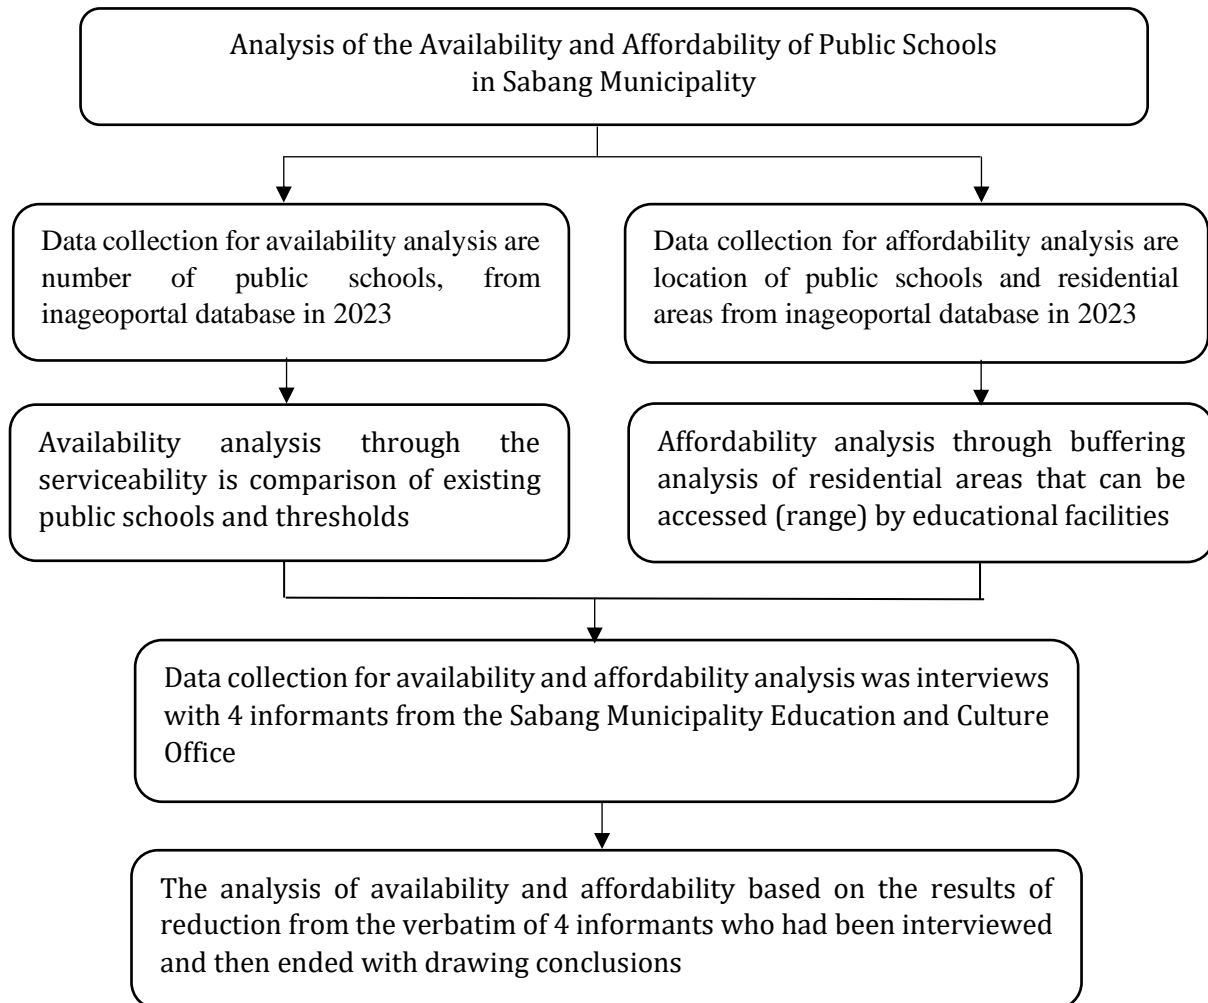 Analysis of the Availability and Affordability of Public Schools
in Sabang Municipality
Data collection for availability analysis are
number of public schools, from
inageoportal database in 2023
Data collection for affordability analysis are
location of public schools and residential
areas from inageoportal database in 2023
Availability analysis through the
serviceability is comparison of existing
public schools and thresholds
Affordability analysis through buffering
analysis of residential areas that can be
accessed (range) by educational facilities
Data collection for availability and affordability analysis was interviews
with 4 informants from the Sabang Municipality Education and Culture
Office
The analysis of availability and affordability based on the results of
reduction from the verbatim of 4 informants who had been interviewed
and then ended with drawing conclusions